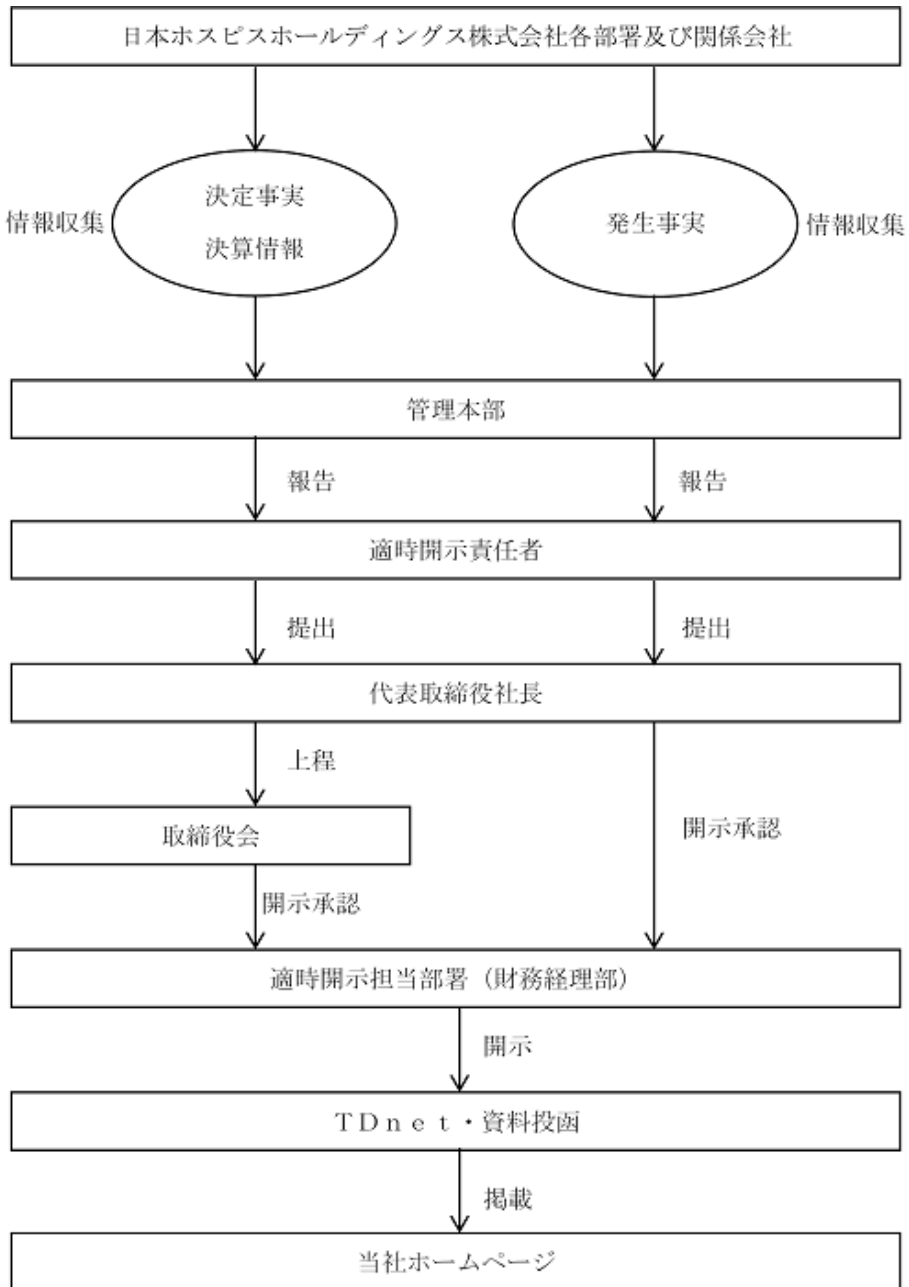 日本ホスピスホールディングス株式会社各部署及び関係会社
情報収集
決定事実
決算情報
発生事実
情報収集
管理本部
報告
報告
適時開示責任者
提出
提出
代表取締役社長
上程
取締役会
開示承認
開示承認
適時開示担当部署（財務経理部）
開示
ＴＤｎｅｔ・資料投函
掲載
当社ホームページ